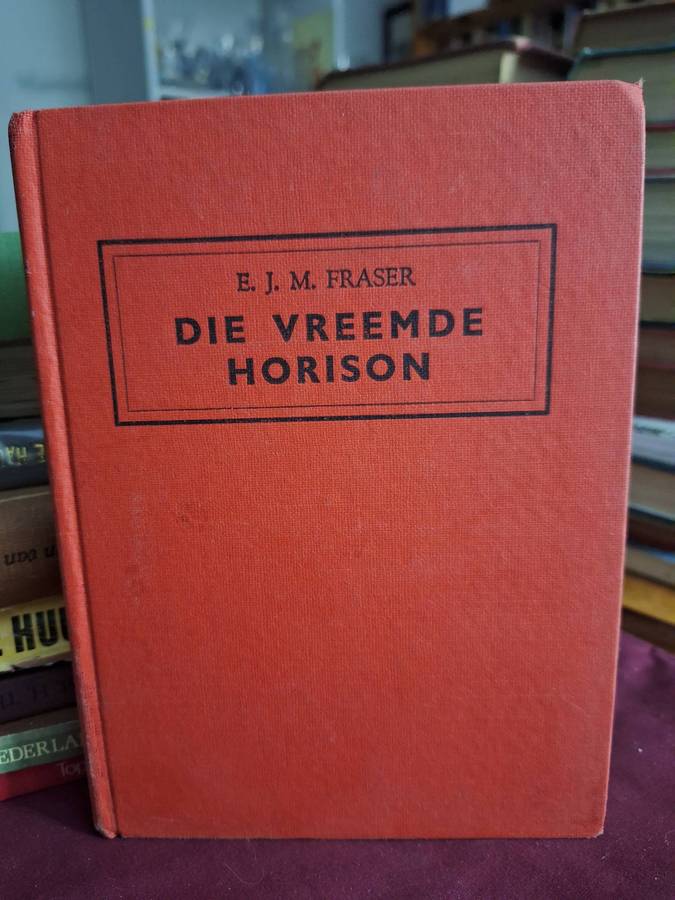 E. J. M. FRASER
DIE VREEMDE
HORISON